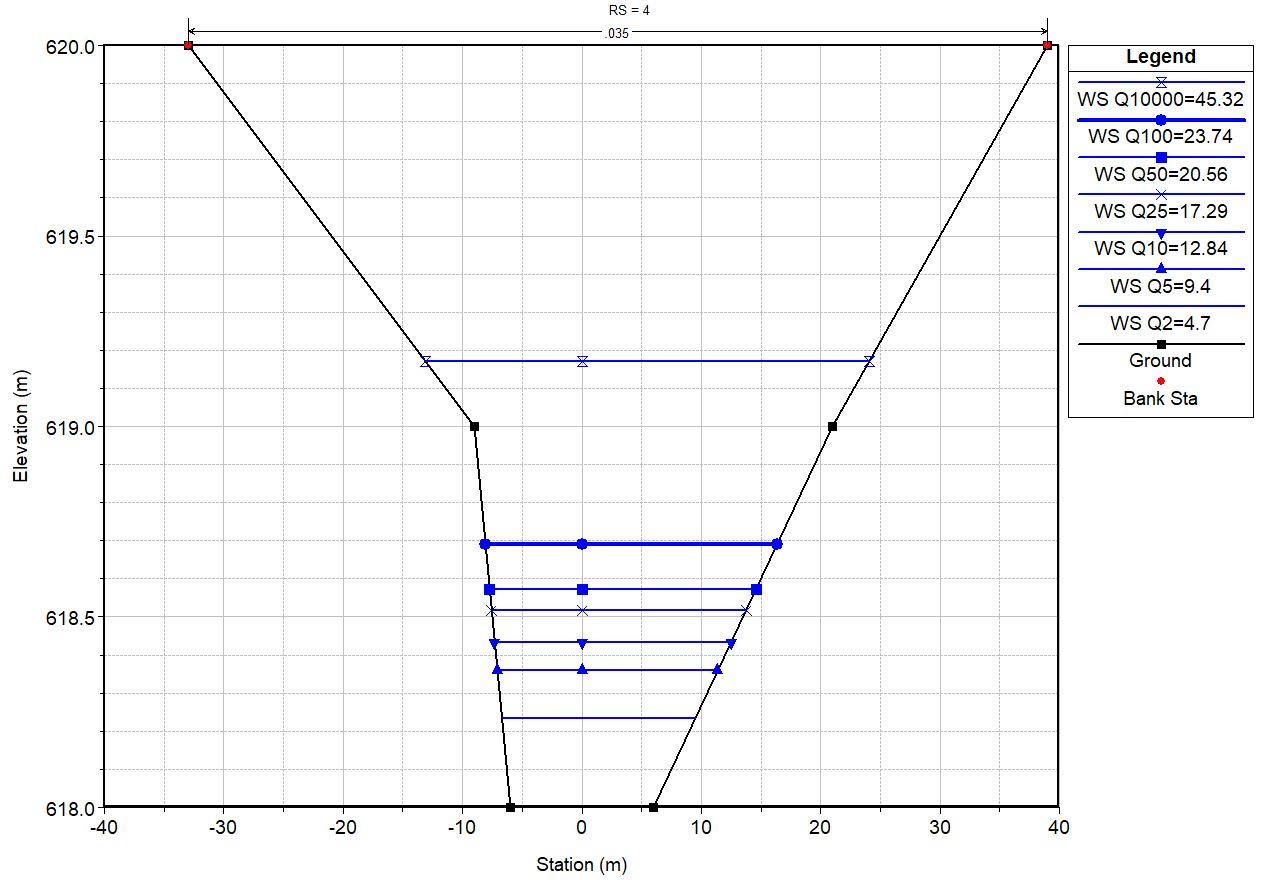 RS = 4
.035
620.0
619.5
619.0
618.5
618.0
-40 -30 -20 -10 0 10 20 30 40
Elevation (m)
Station (m)
Legend
WS Q10000=45.32
WS Q100=23.74
WS Q50=20.56
WS Q25=17.29
WS Q10=12.84
WS Q5=9.4
WS Q2=4.7
Ground
Bank Sta